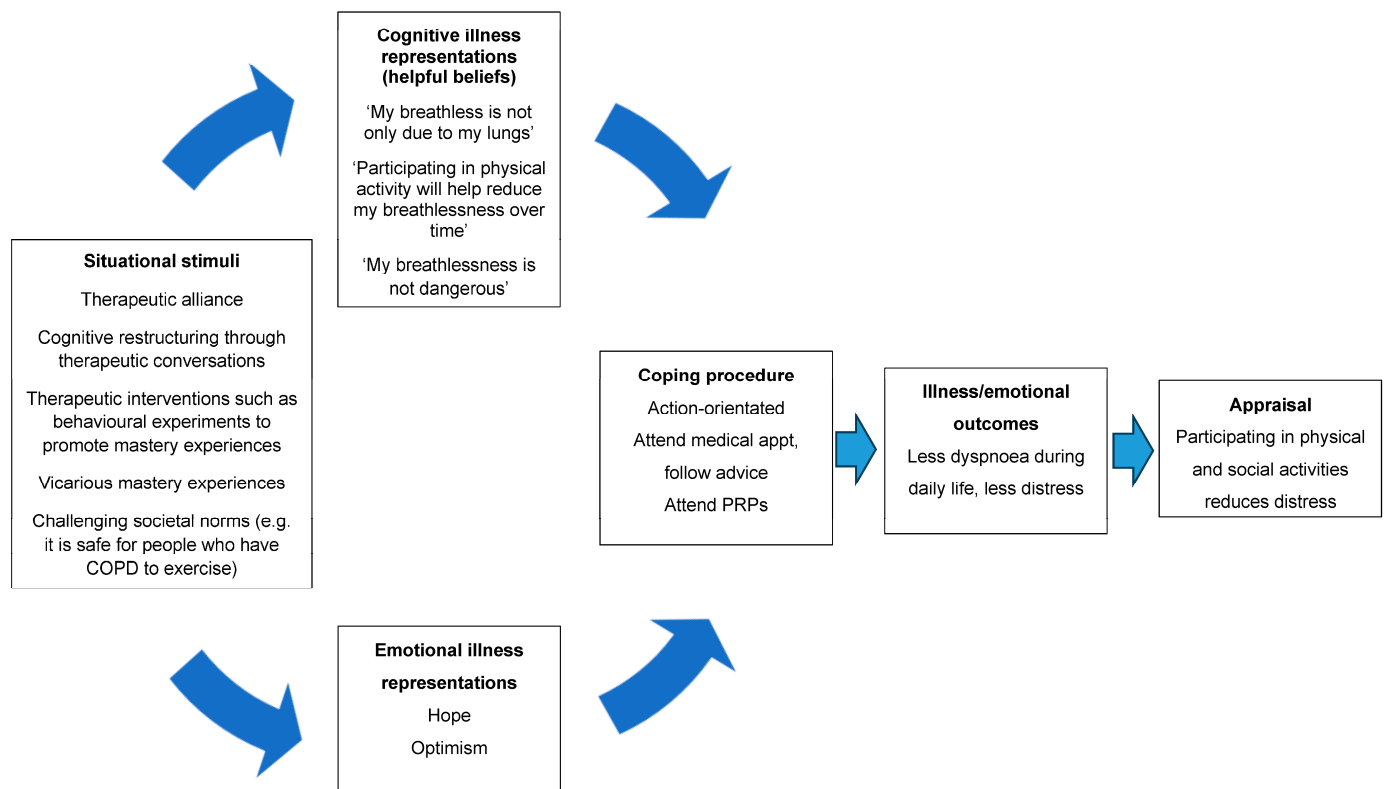 Cognitive illness
representations
(helpful beliefs)
‘My breathless is not
only due to my lungs’
‘Participating in physical
activity will help reduce
my breathlessness over
time’
‘My breathlessness is
not dangerous’
Situational stimuli
Therapeutic alliance
Cognitive restructuring through
therapeutic conversations
Therapeutic interventions such as
behavioural experiments to
promote mastery experiences
Vicarious mastery experiences
Challenging societal norms (e.g.
it is safe for people who have
COPD to exercise)
Emotional illness
representations
Hope
Optimism
Coping procedure
Action-orientated
Attend medical appt,
follow advice
Attend PRPs
Illness/emotional
outcomes
Less dyspnoea during
daily life, less distress
Appraisal
Participating in physical
and social activities
reduces distress